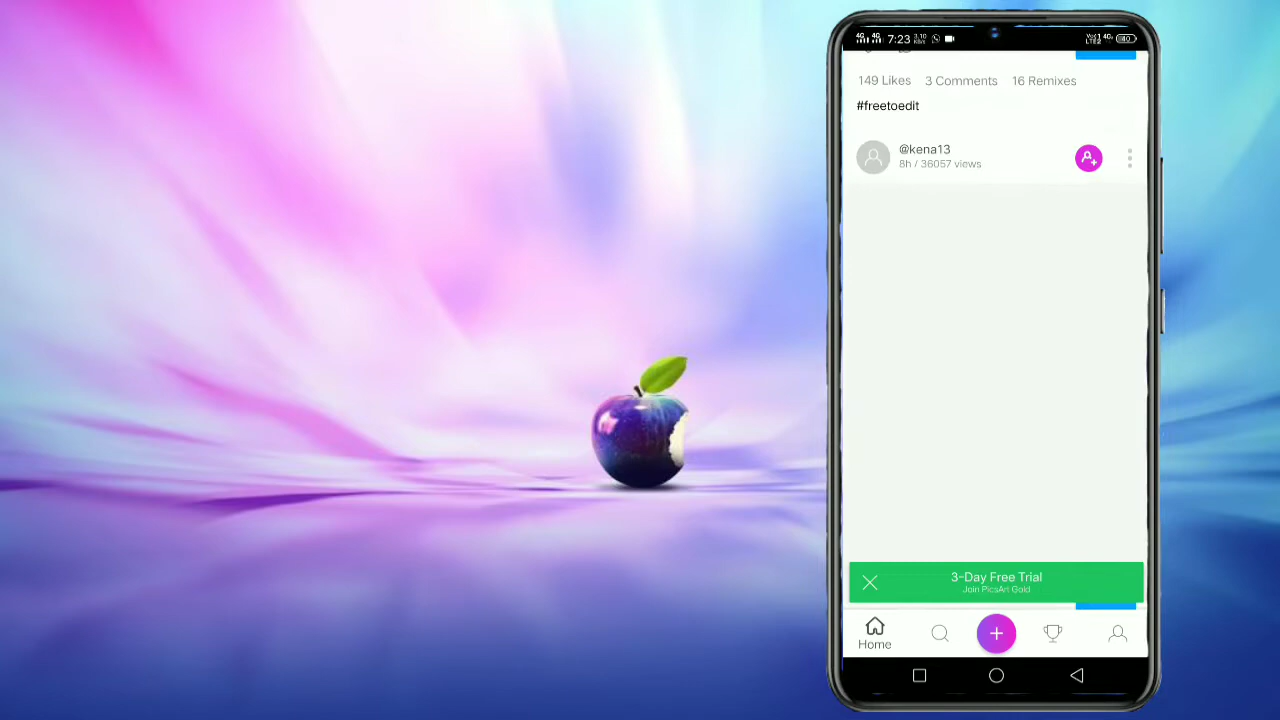 7:23
149 Likes 3 Comments 16 Remixes
#freetoedit
@kena13
8h / 36057 views
3-Day Free Trial
Join PicsArt Gold
Home